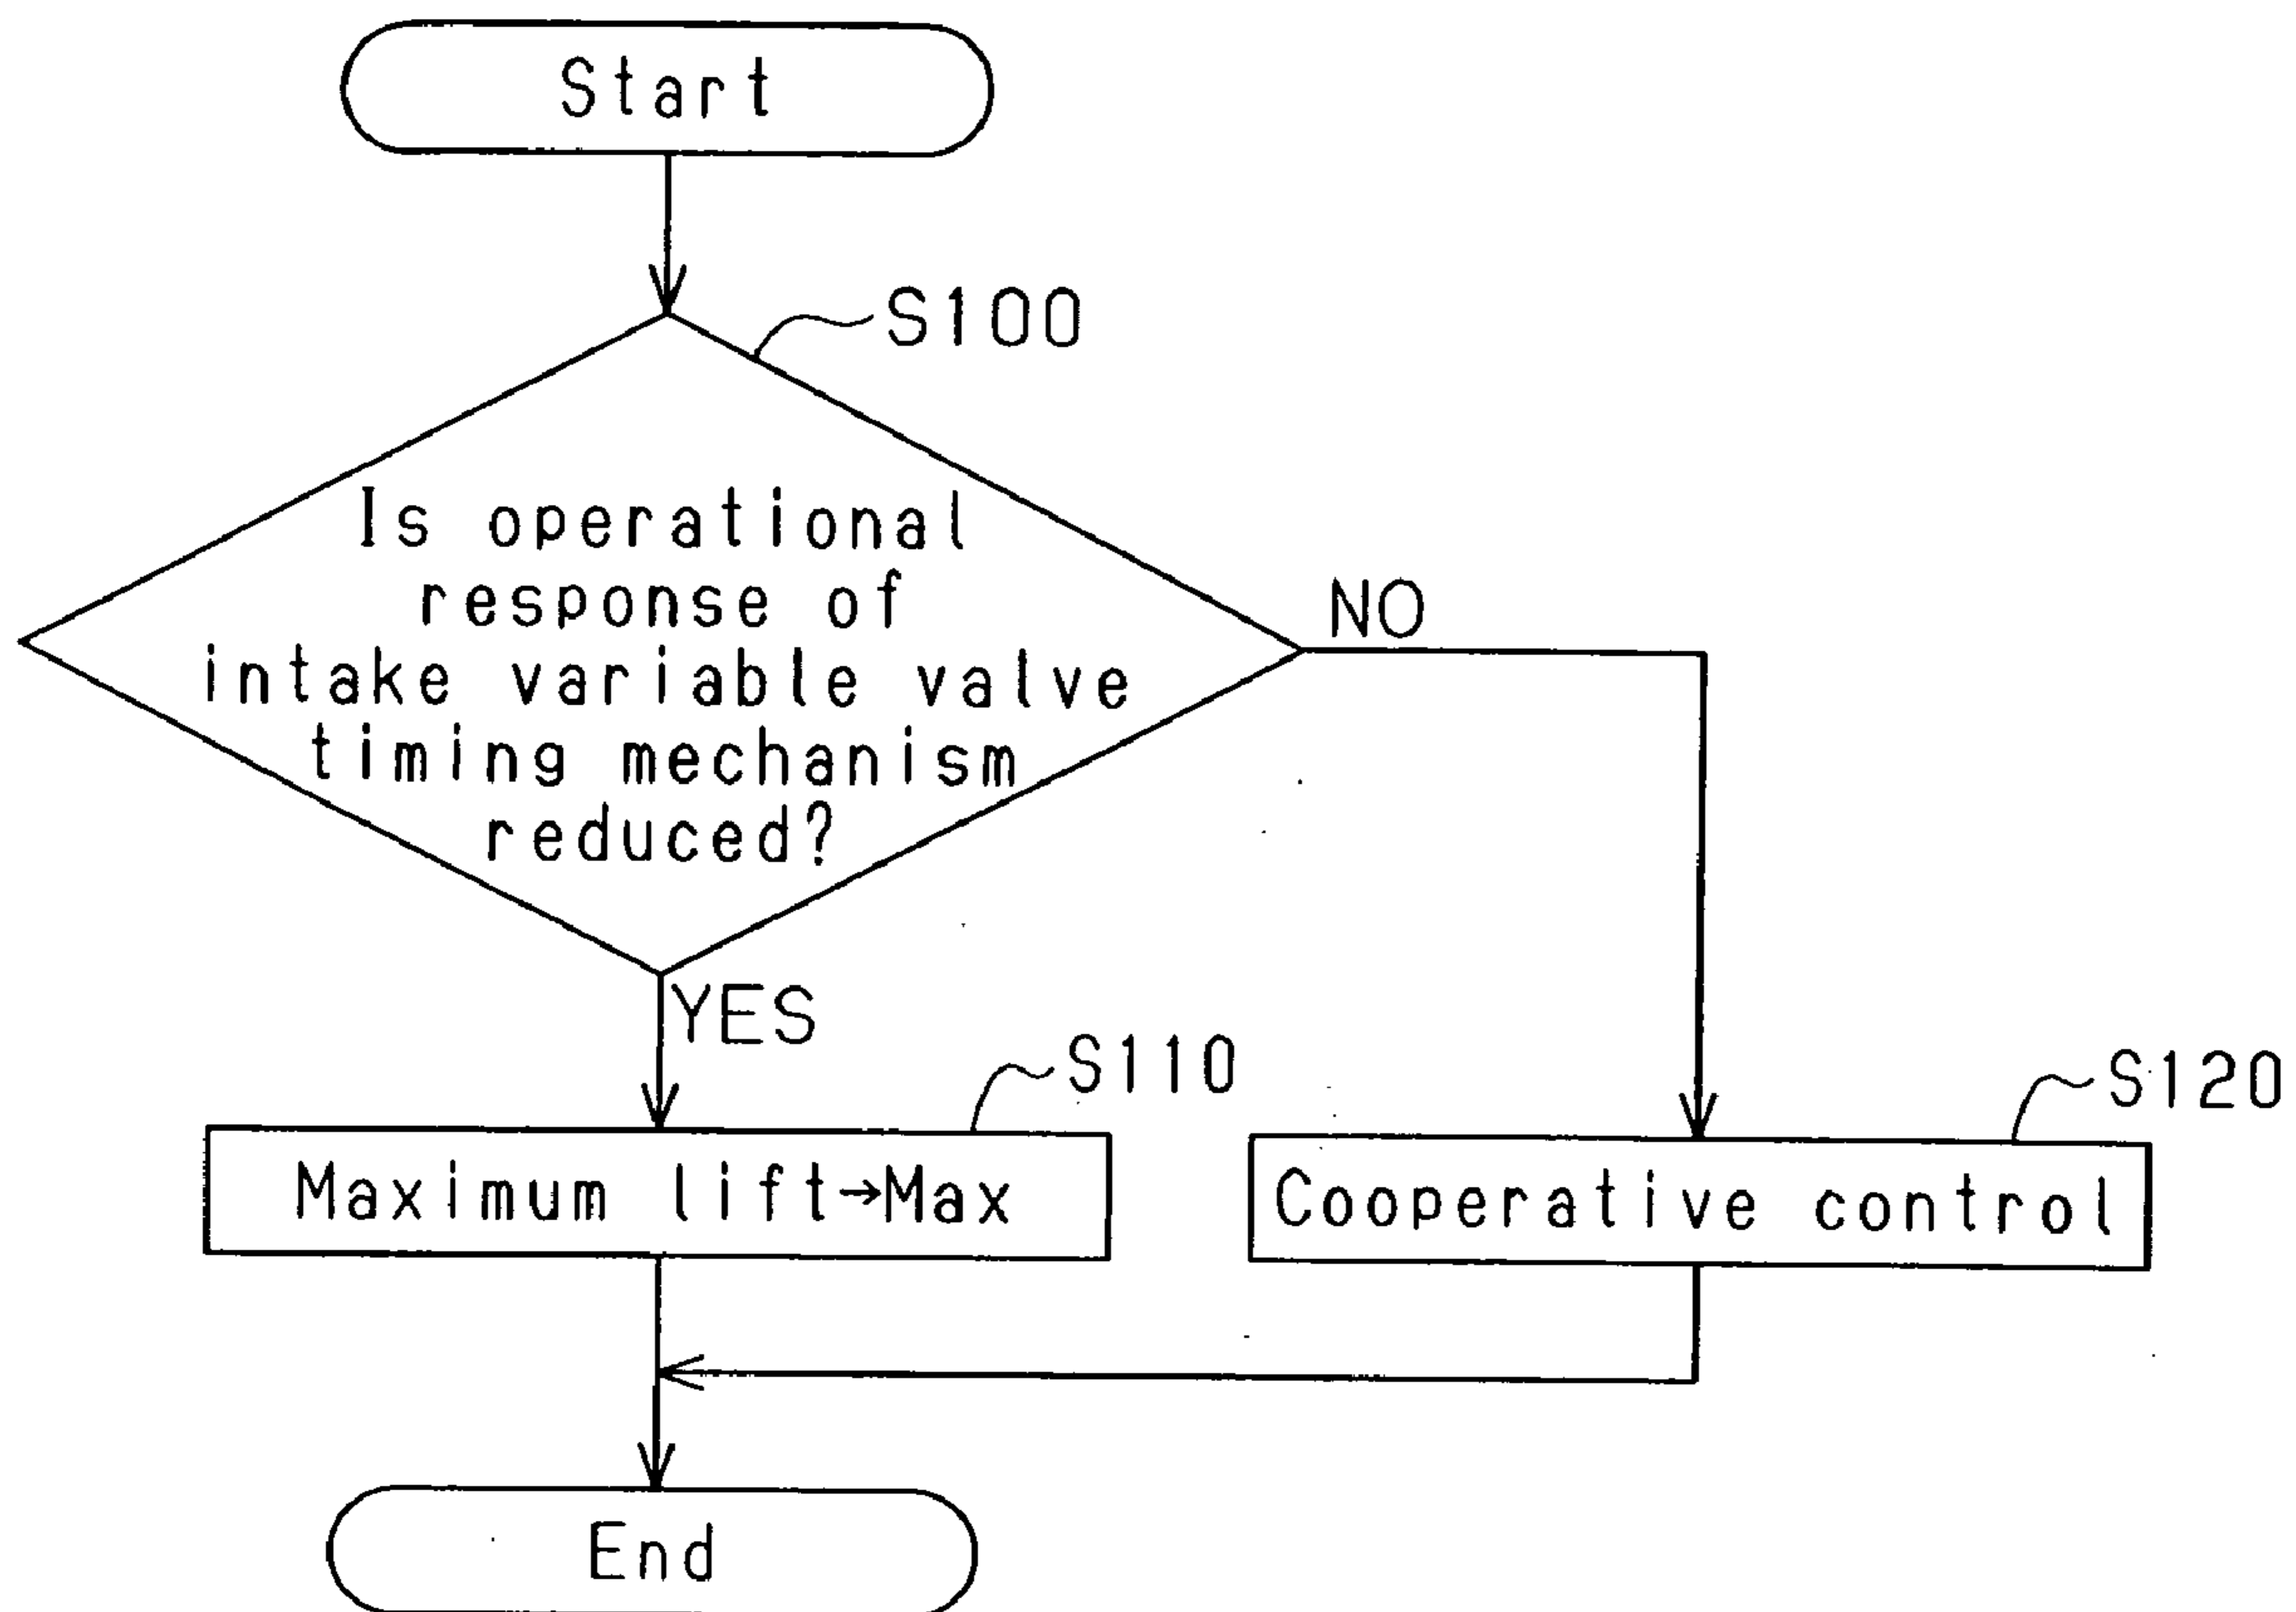 Start
S100
Is operational
response of
intake variable valve
timing mechanism
reduced?
NO
YES
S110
S120
Maximum lift→Max
Cooperative control
End